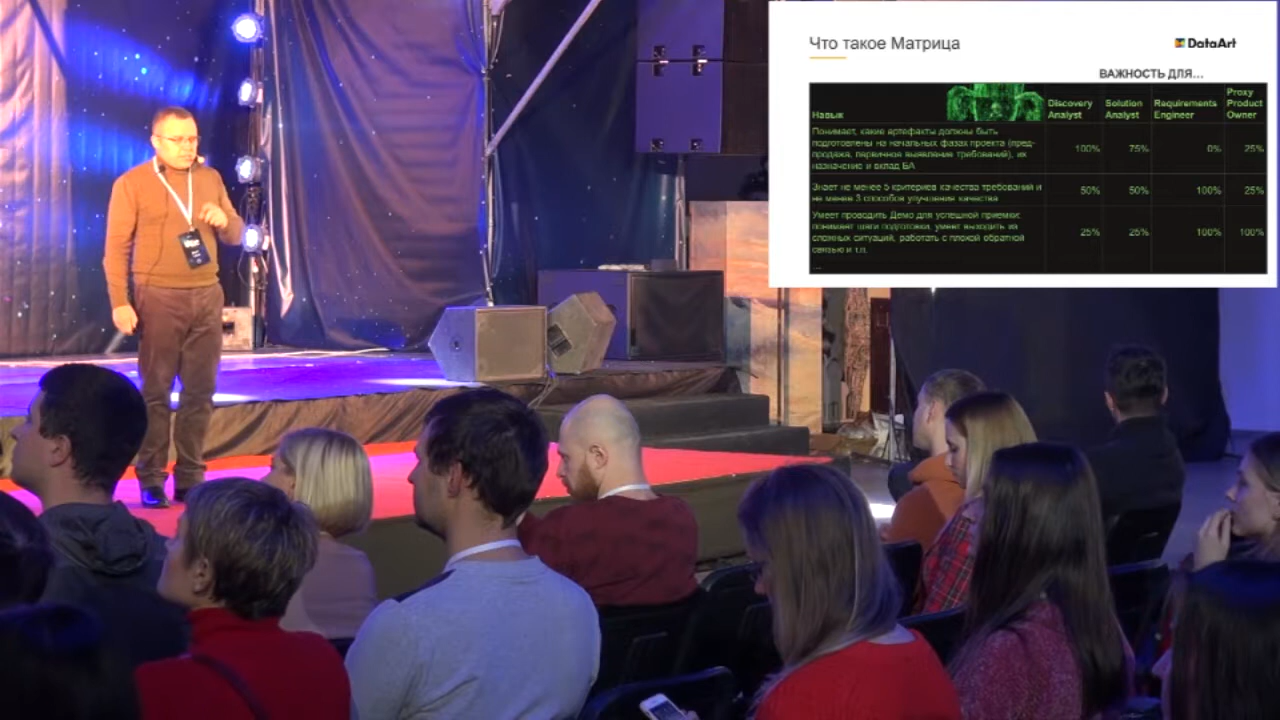 Что такое Матрица
DataArt
ВАЖНОСТЬ ДЛЯ...
Навык
Discovery Analyst
Solution Analyst
Requirements Engineer
Proxy Product Owner
Понимает, какие артефакты должны быть
подготовлены на начальных фазах проекта (пред-
продажа, первичное выявление требований), их
назначение и вклад БА
100% 75% 0% 25%
Знает не менее 5 критериев качества требований и
не менее 3 способов улучшения качества
50% 50% 100% 25%
Умеет проводить Демо для успешной приемки:
понимает шаги подготовки, умеет выходить из
сложных ситуаций, работать с плохой обратной
связью и т.п.
25% 25% 100% 100%
...